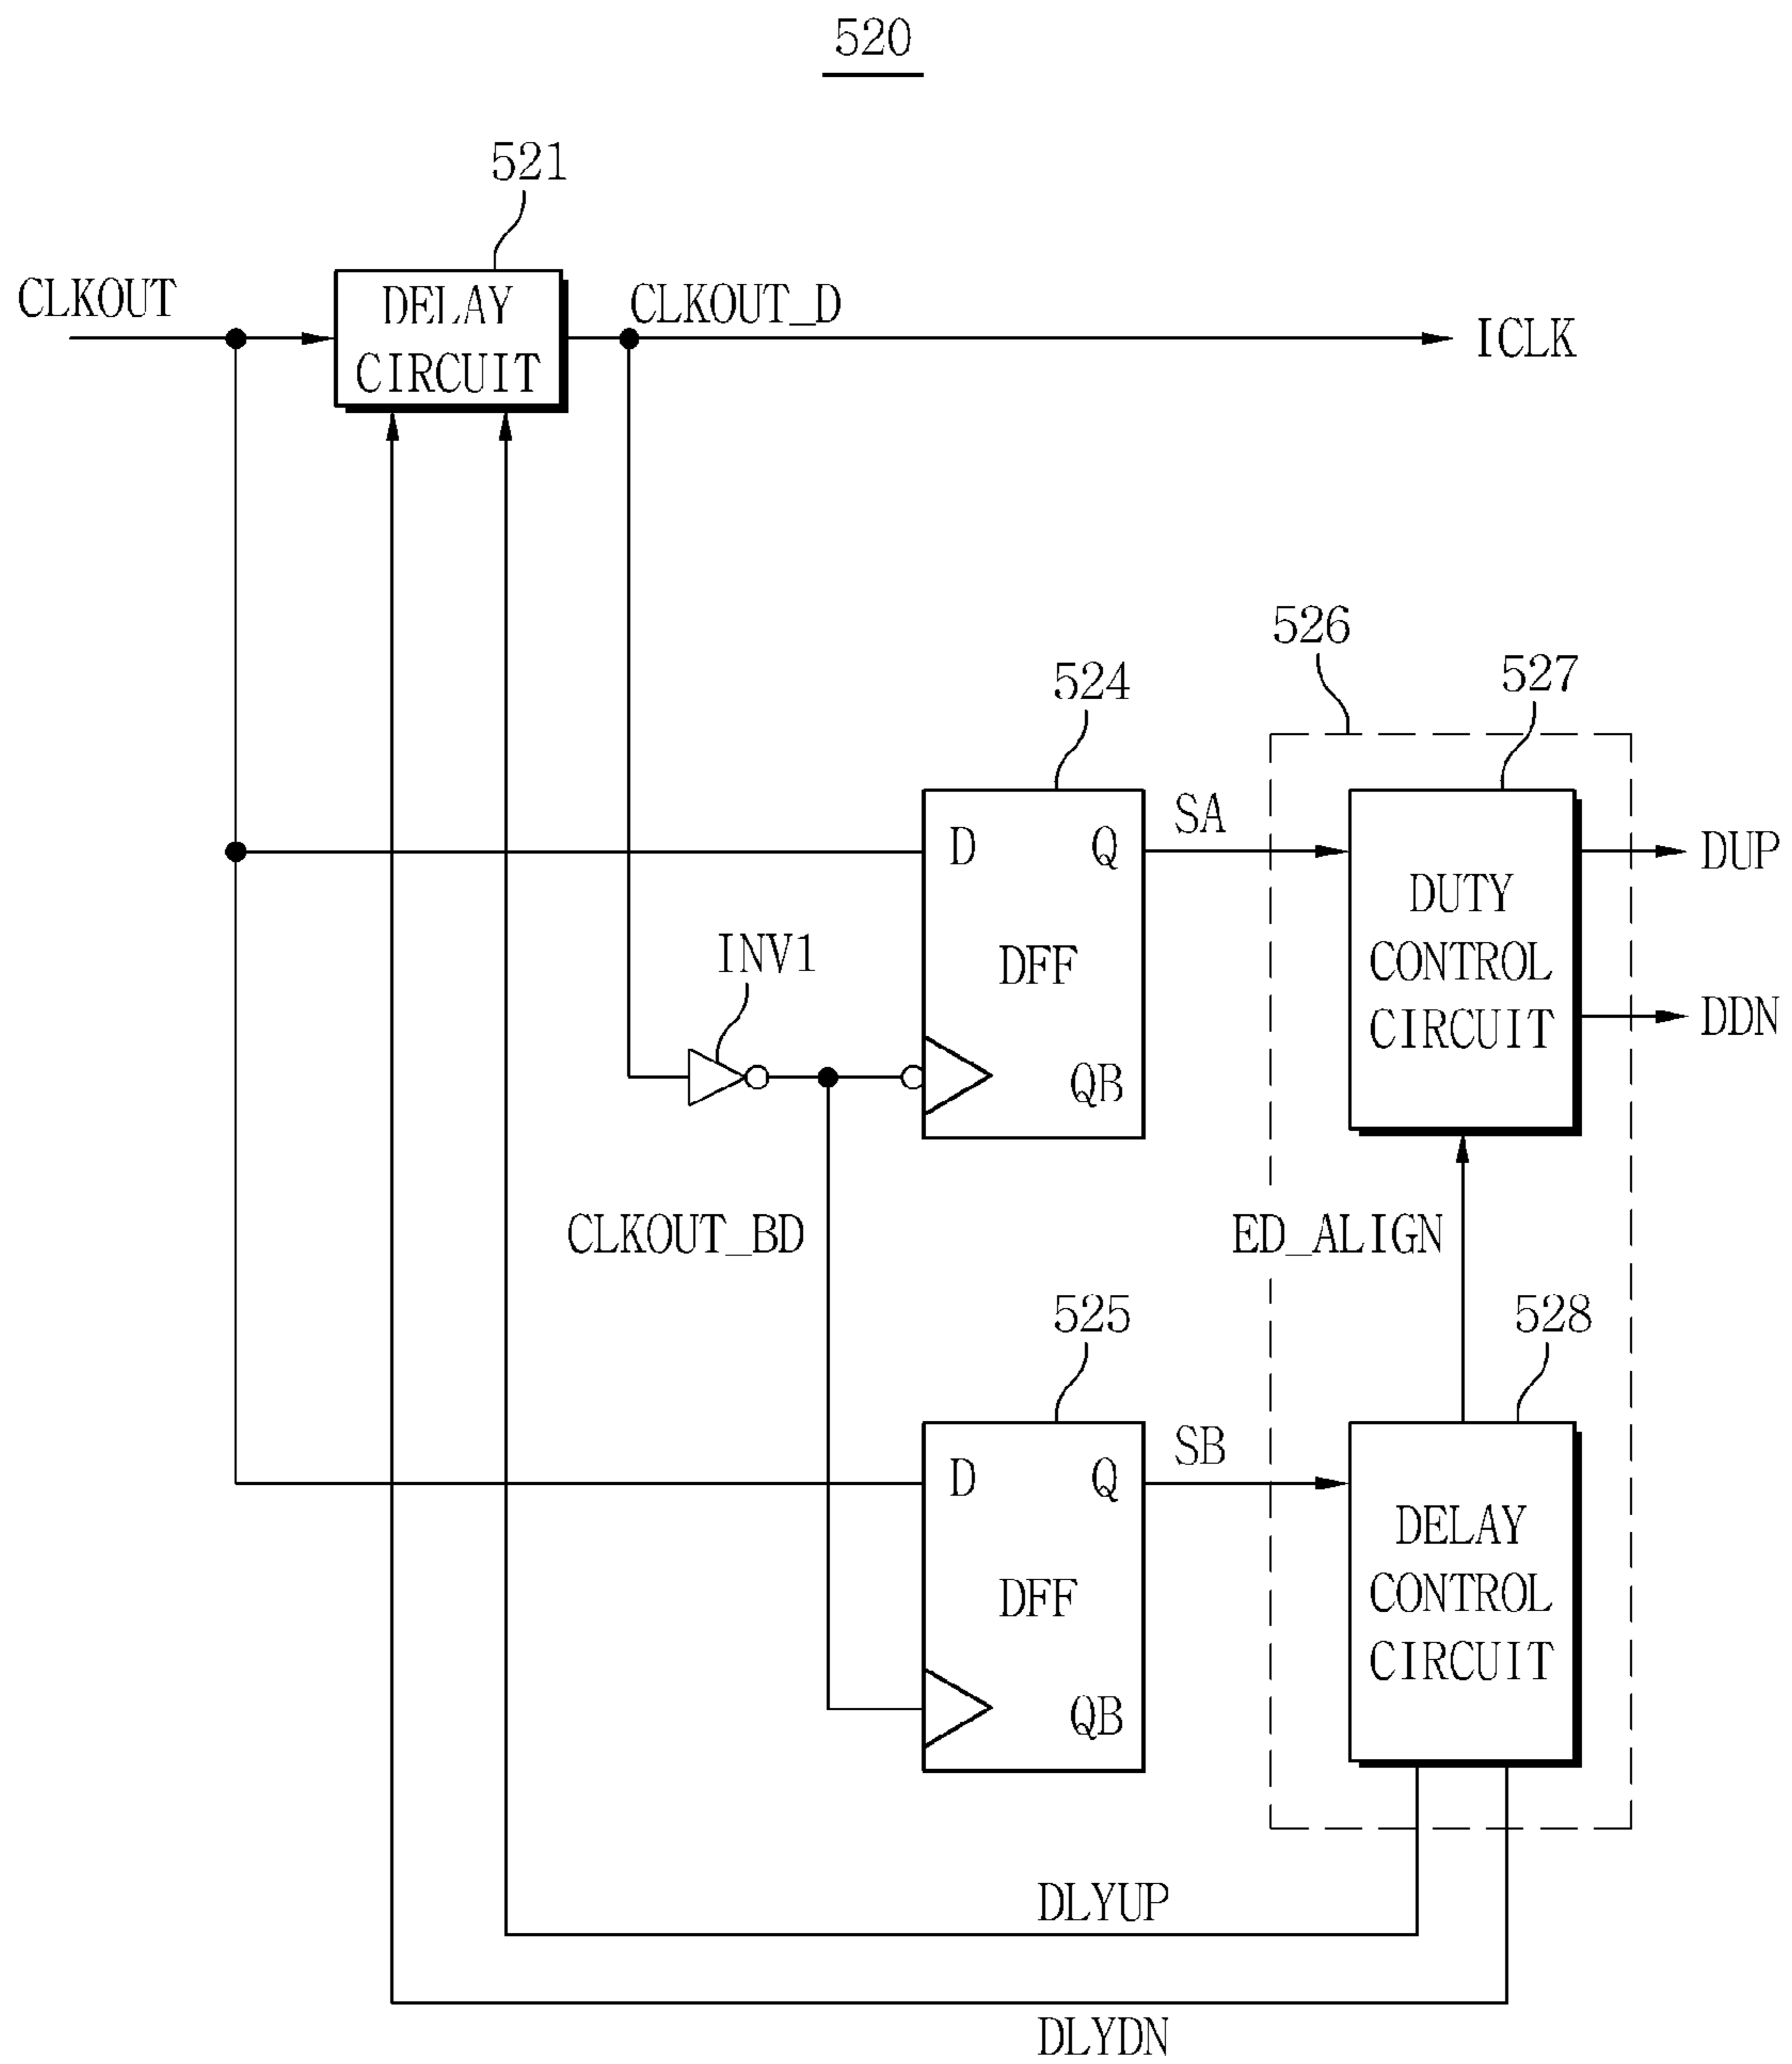 520
521
CLKOUT
DELAY
CIRCUIT
CLKOUT_D
ICLK
526
524
527
SA
D
Q
DUP
DUTY
CONTROL
CIRCUIT
INV1
DFF
DDN
QB
CLKOUT_BD
ED_ALIGN
525
528
SB
D
Q
DELAY
CONTROL
CIRCUIT
DFF
QB
DLYUP
DLYDN